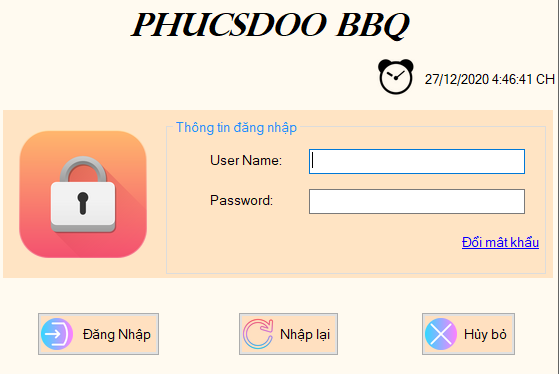 PHUCSDOO BBQ
27/12/2020 4:46:41 CH
Thông tin đăng nhập
User Name:
Password:
Đổi mật khẩu
Đăng Nhập
Nhập lại
Hủy bỏ